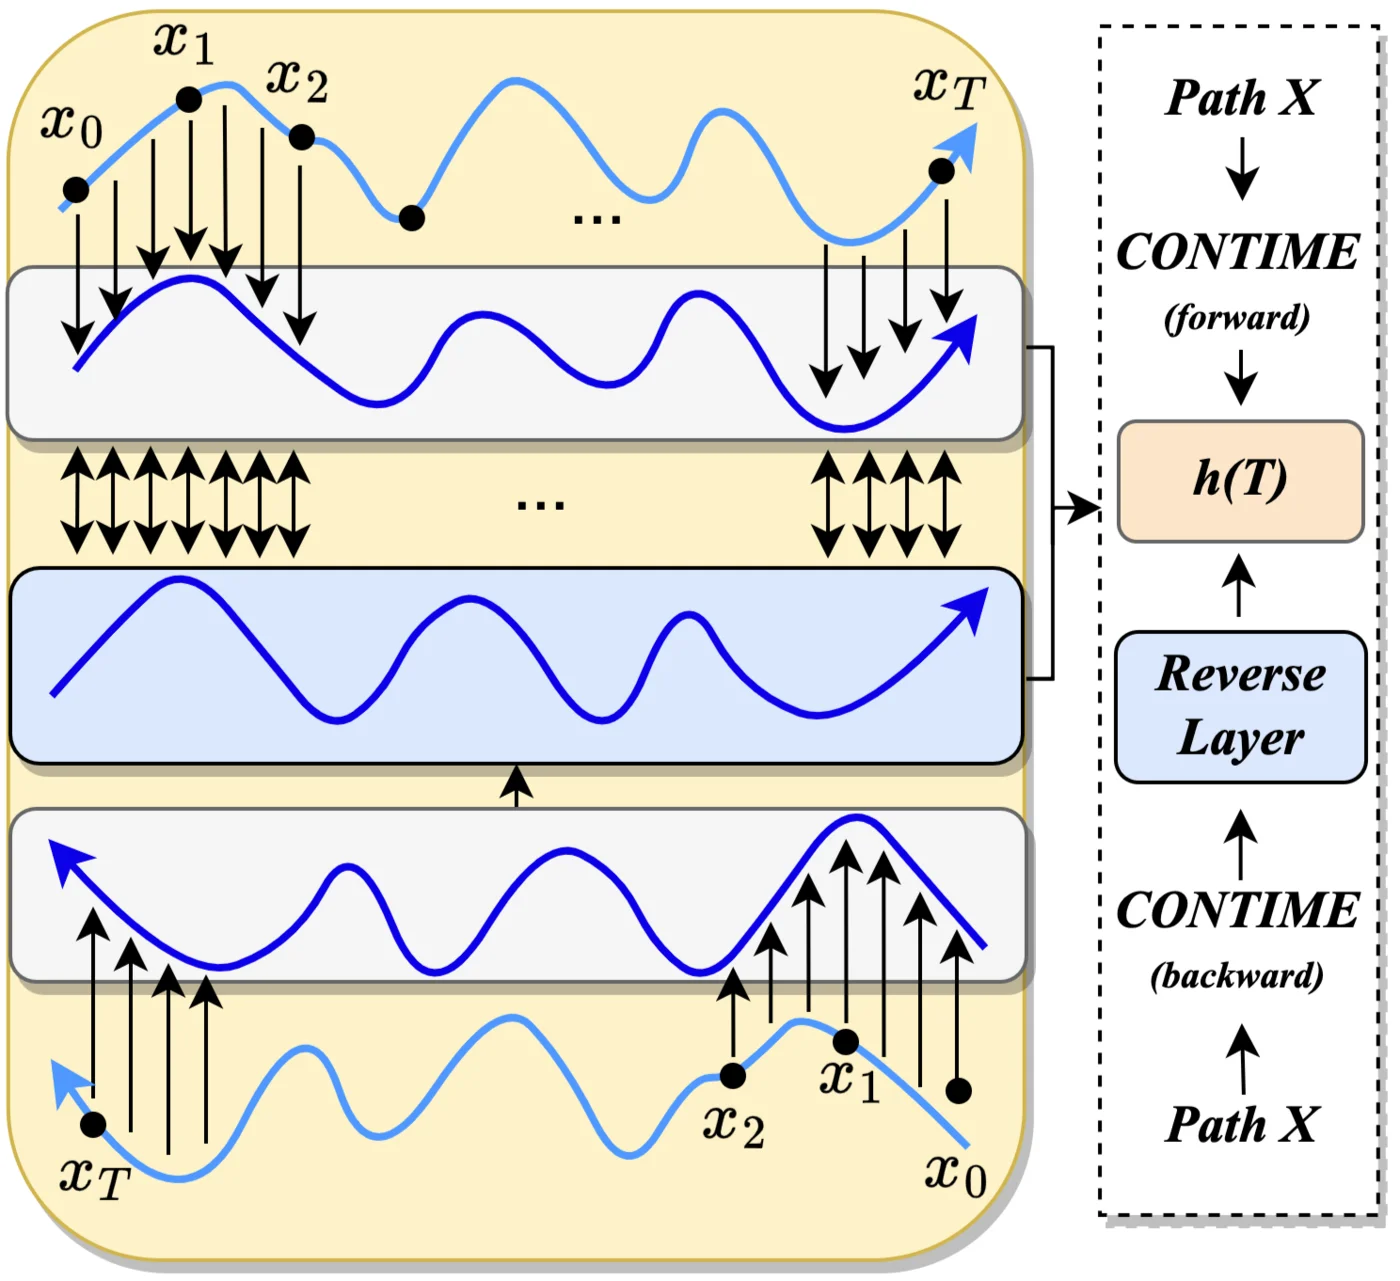 x0
x1
x2
xT
...
...
xT
x2
x1
x0
Path X
CONTIME
(forward)
h(T)
Reverse
Layer
CONTIME
(backward)
Path X